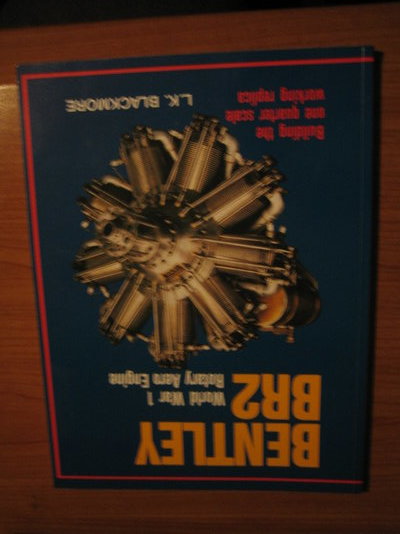 BENTLEY
BR2
World War 1
Rotary Aero Engine
Building the
one quarter scale
working replica
L.K. BLACKMORE